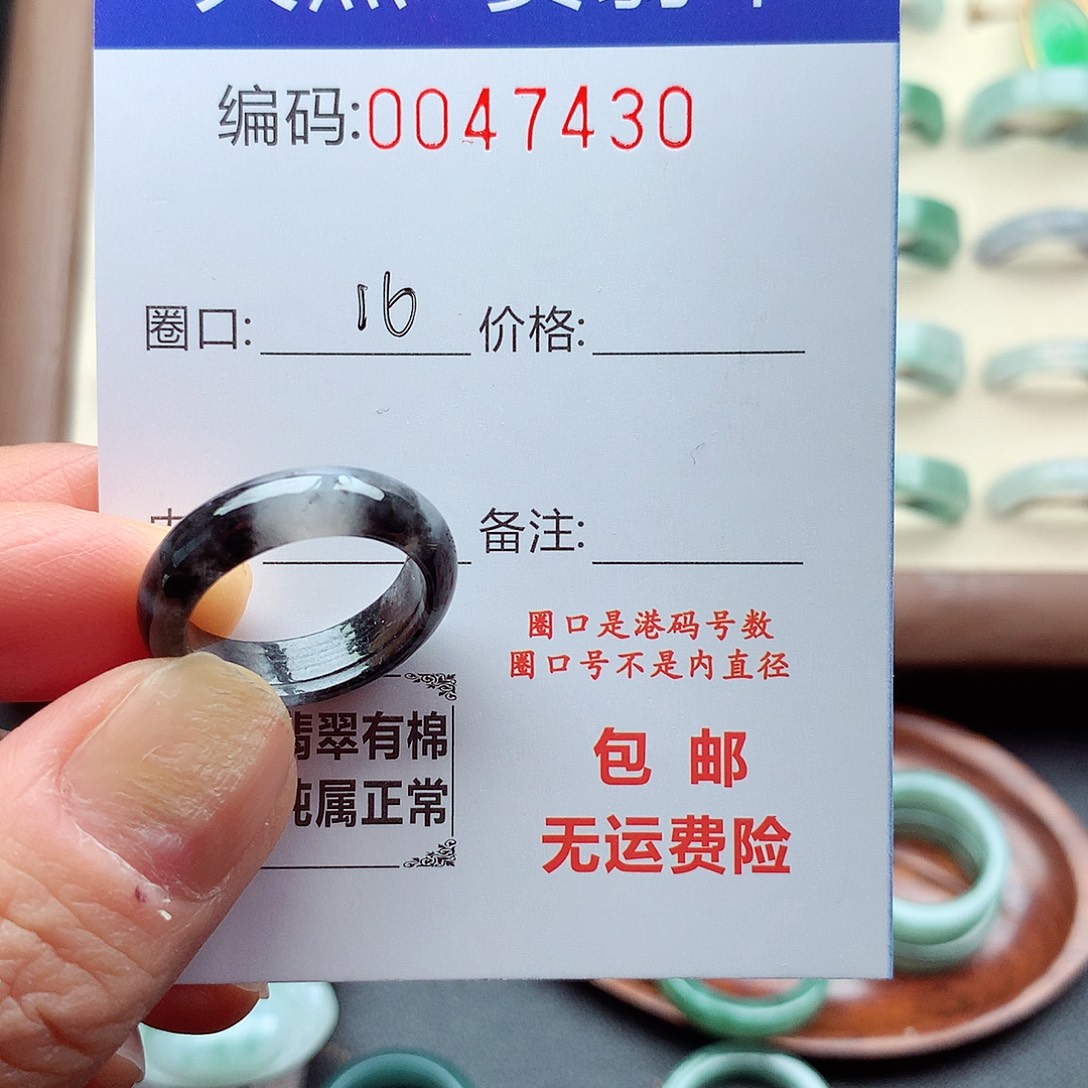 编码:0047430
圈口: 16 价格:
备注:
圈口是港码号数
圈口号不是内直径
翡翠有棉
纯属正常
包 邮
无运费险